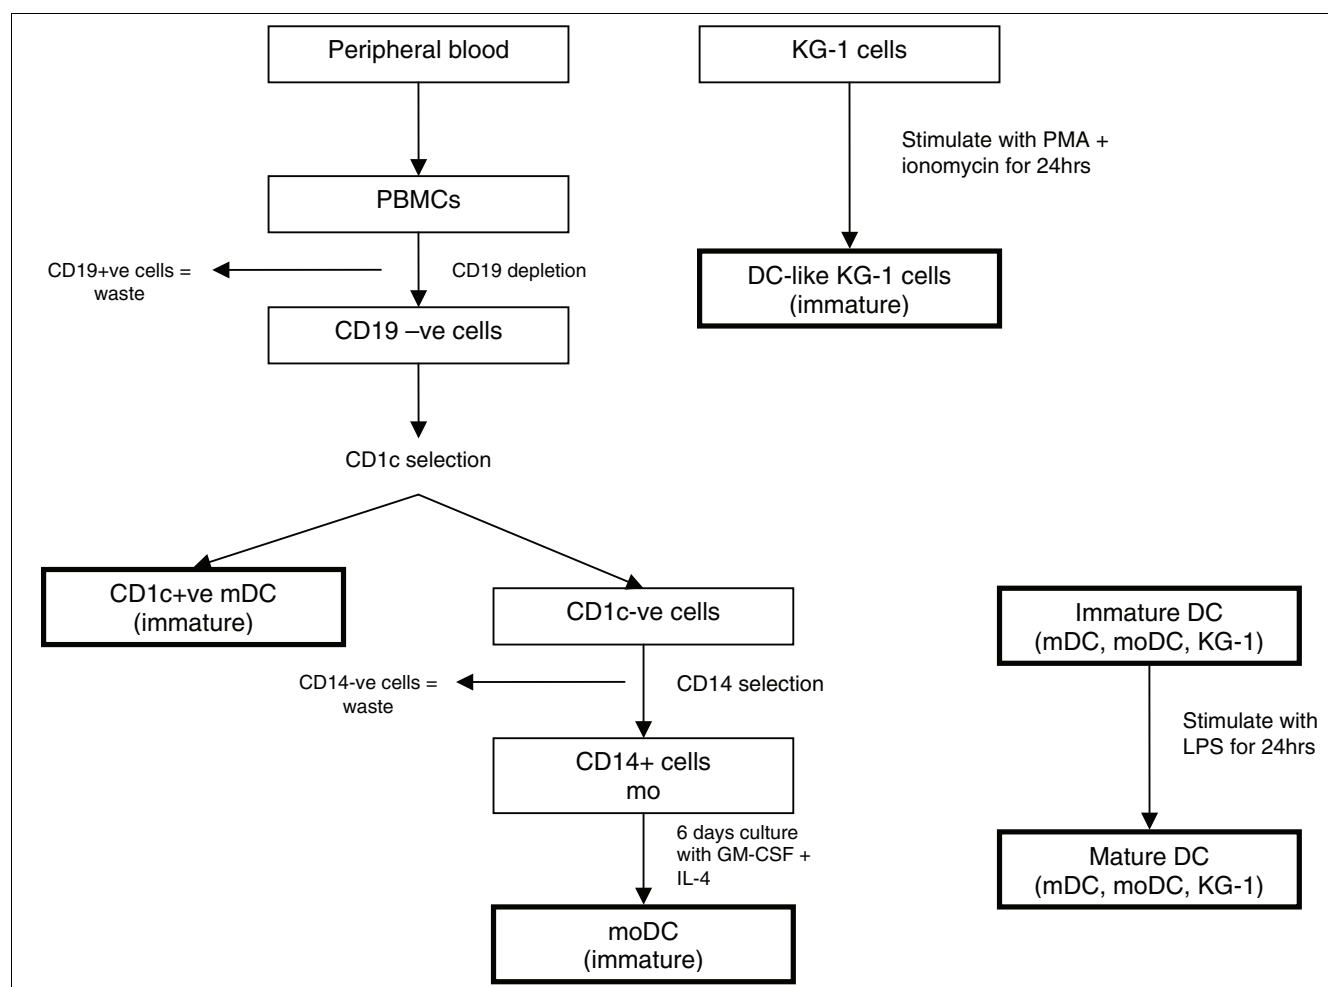 Peripheral blood
PBMCs
CD19+ve cells =
waste
CD19 depletion
CD19 –ve cells
CD1c selection
CD1c+ve mDC
(immature)
CD1c-ve cells
CD14-ve cells =
waste
CD14 selection
CD14+ cells
mo
6 days culture
with GM-CSF +
IL-4
moDC
(immature)
KG-1 cells
Stimulate with PMA +
ionomycin for 24hrs
DC-like KG-1 cells
(immature)
Immature DC
(mDC, moDC, KG-1)
Stimulate with
LPS for 24hrs
Mature DC
(mDC, moDC, KG-1)